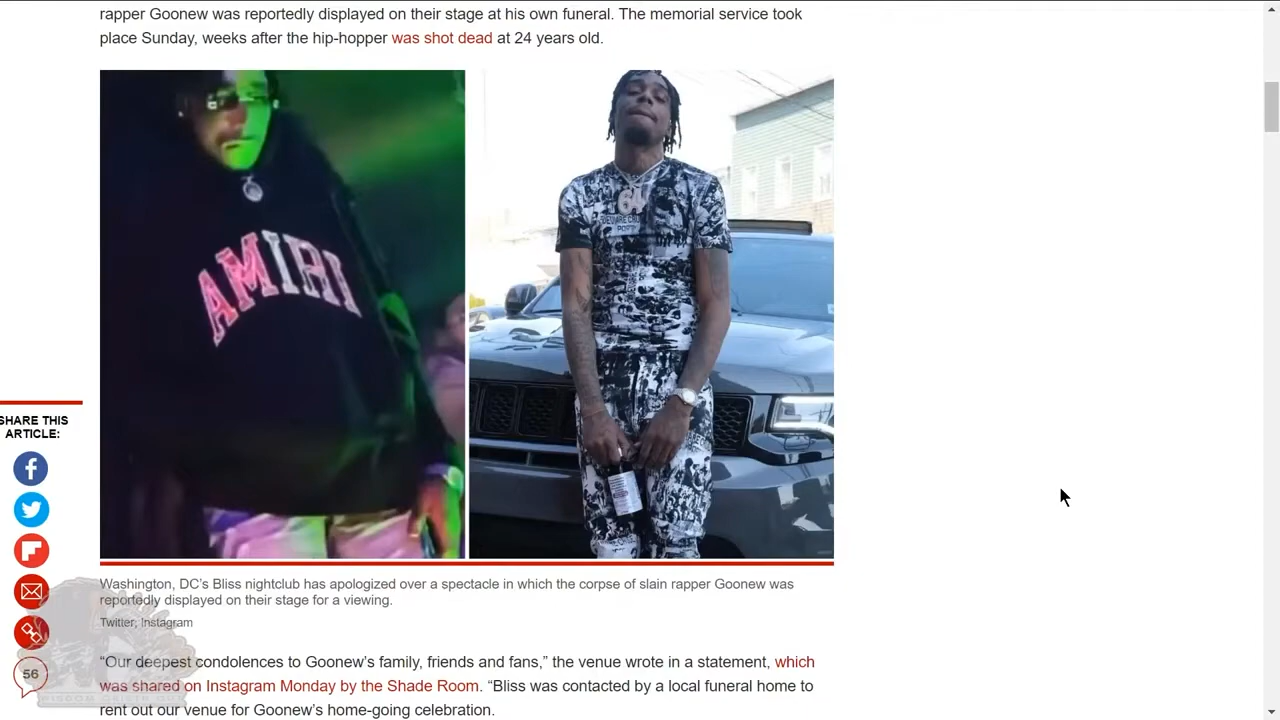 rapper Goonew was reportedly displayed on their stage at his own funeral. The memorial service took
place Sunday, weeks after the hip-hopper was shot dead at 24 years old.
AMIRI
64
Washington, DC’s Bliss nightclub has apologized over a spectacle in which the corpse of slain rapper Goonew was
reportedly displayed on their stage for a viewing.
Twitter; Instagram
SHARE THIS
ARTICLE:
56
“Our deepest condolences to Goonew’s family, friends and fans,” the venue wrote in a statement, which
was shared on Instagram Monday by the Shade Room. “Bliss was contacted by a local funeral home to
rent out our venue for Goonew’s home-going celebration.